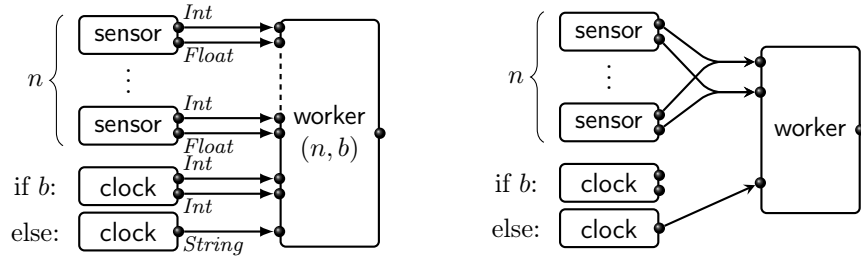 Int
sensor
Float
n
⋮
Int
sensor
Float
worker
(n, b)
Int
if b: clock
Int
else: clock
String
sensor
n
⋮
sensor
worker
if b: clock
else: clock